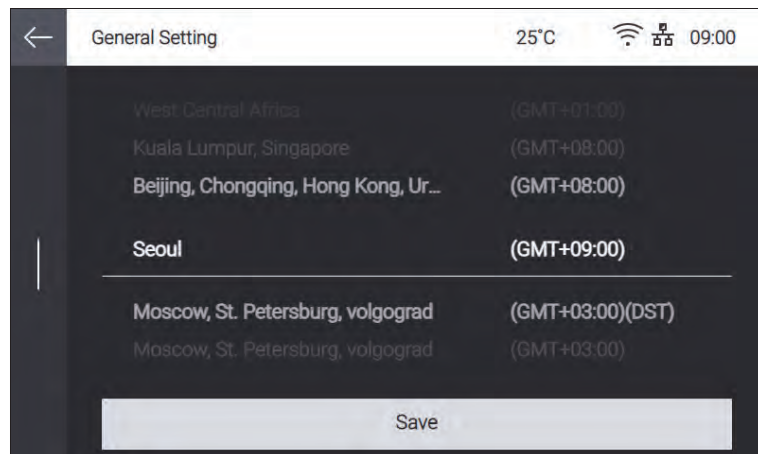 General Setting 25°C 09:00
West Central Africa (GMT+01:00)
Kuala Lumpur, Singapore (GMT+08:00)
Beijing, Chongqing, Hong Kong, Ur... (GMT+08:00)
Seoul (GMT+09:00)
Moscow, St. Petersburg, volgograd (GMT+03:00)(DST)
Moscow, St. Petersburg, volgograd (GMT+03:00)
Save